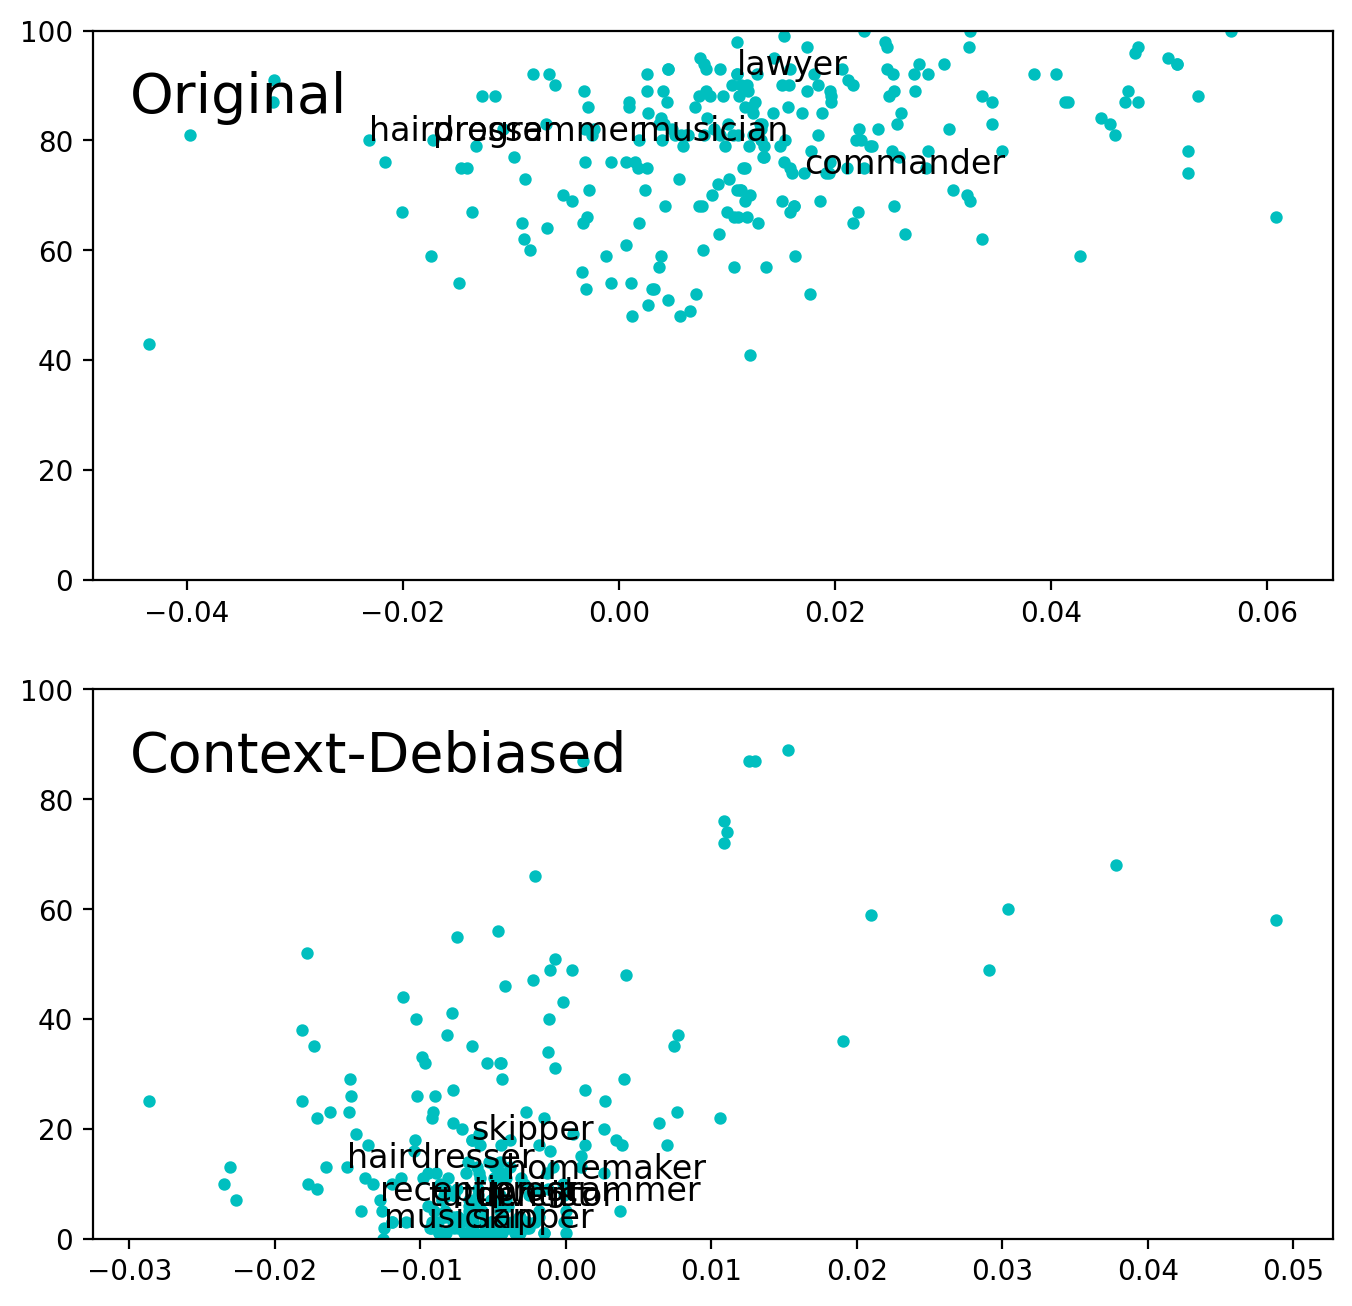 100
Original
lawyer
80
hairdresser
programmer
musician
commander
60
40
20
0
−0.04 −0.02 0.00 0.02 0.04 0.06
100
Context-Debiased
80
60
40
20
skipper
hairdresser
homemaker
receptionist
programmer
musician
skipper
0
−0.03 −0.02 −0.01 0.00 0.01 0.02 0.03 0.04 0.05